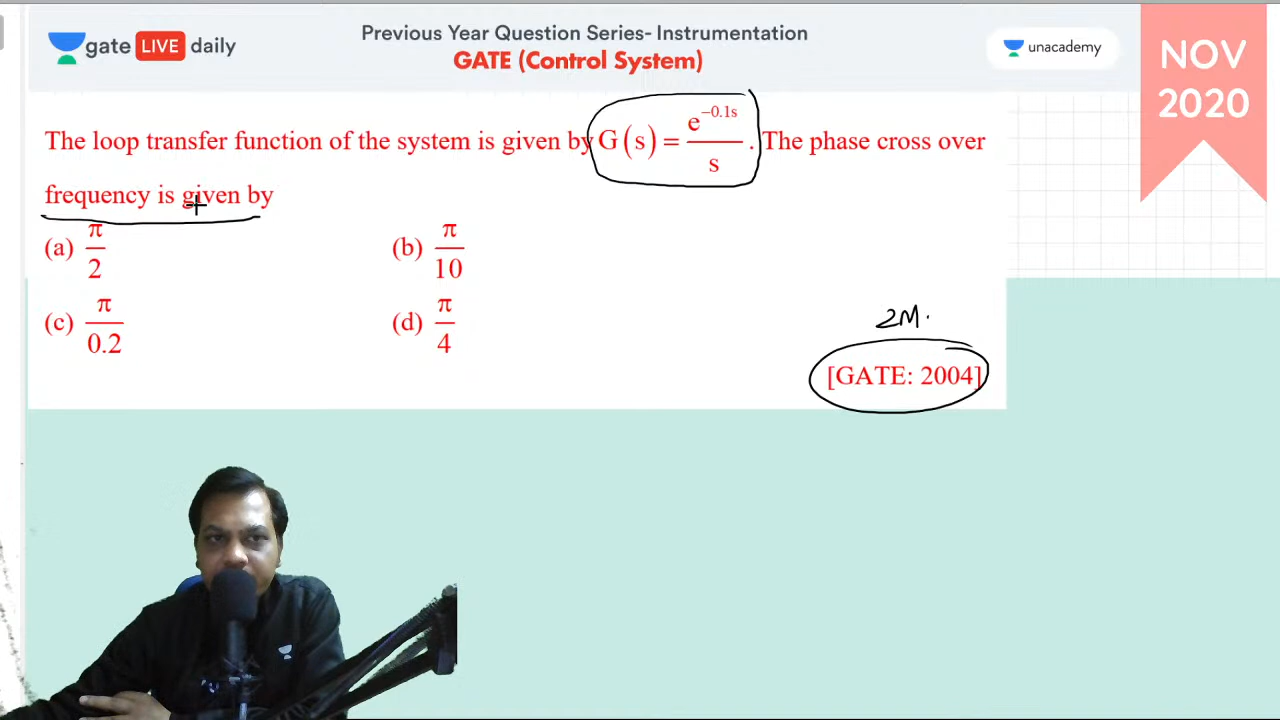 gate LIVE daily
Previous Year Question Series- Instrumentation
GATE (Control System)
unacademy
NOV
2020
The loop transfer function of the system is given by G(s) = e^{-0.1s}/s. The phase cross over
frequency is given by
(a) π/2 (b) π/10
(c) π/0.2 (d) π/4
2M.
[GATE: 2004]